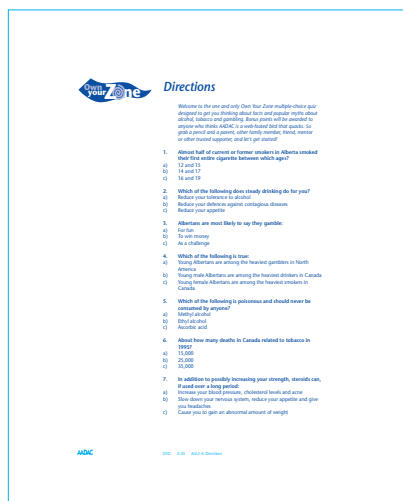 Own
your Zone
Directions
Welcome to the one and only Own Your Zone multiple-choice quiz
designed to get you thinking about facts and popular myths about
alcohol, tobacco and gambling. Bonus points will be awarded to
anyone who thinks AADAC is a web-footed bird that quacks. So
grab a pencil and a parent, other family member, friend, mentor
or other trusted supporter, and let's get started!
1. Almost half of current or former smokers in Alberta smoked
their first entire cigarette between which ages?
a) 12 and 15
b) 14 and 17
c) 16 and 19
2. Which of the following does steady drinking do for you?
a) Reduce your tolerance to alcohol
b) Reduce your defences against contagious diseases
c) Reduce your appetite
3. Albertans are most likely to say they gamble:
a) For fun
b) To win money
c) As a challenge
4. Which of the following is true:
a) Young Albertans are among the heaviest gamblers in North
America
b) Young male Albertans are among the heaviest drinkers in Canada
c) Young female Albertans are among the heaviest smokers in
Canada
5. Which of the following is poisonous and should never be
consumed by anyone?
a) Methyl alcohol
b) Ethyl alcohol
c) Ascorbic acid
6. About how many deaths in Canada related to tobacco in
1995?
a) 15,000
b) 25,000
c) 35,000
7. In addition to possibly increasing your strength, steroids can,
if used over a long period:
a) Increase your blood pressure, cholesterol levels and acne
b) Slow down your nervous system, reduce your appetite and give
you headaches
c) Cause you to gain an abnormal amount of weight
AADAC
Directions